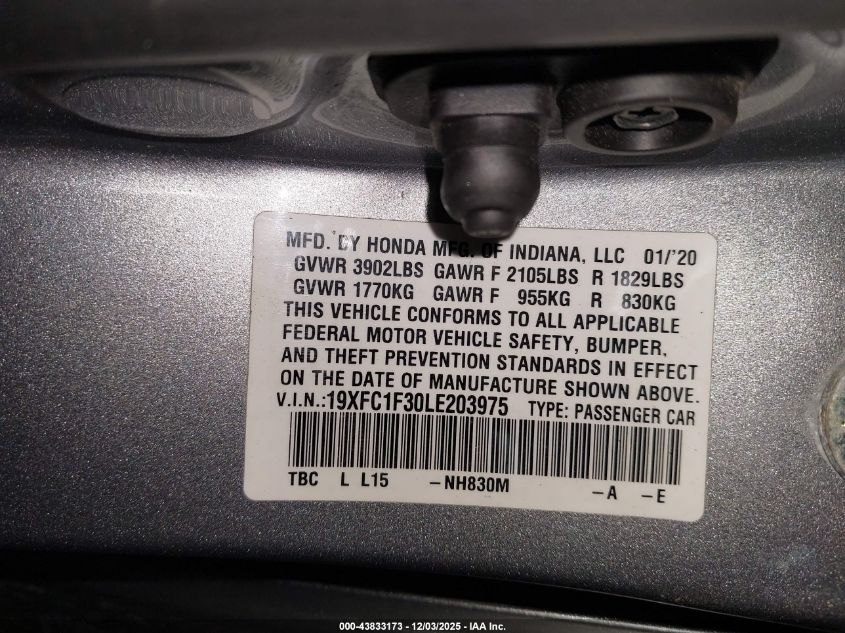 MFD. BY HONDA MFG. OF INDIANA, LLC 01/'20
GVWR 3902LBS GAWR F 2105LBS R 1829LBS
GVWR 1770KG GAWR F 955KG R 830KG
THIS VEHICLE CONFORMS TO ALL APPLICABLE
FEDERAL MOTOR VEHICLE SAFETY, BUMPER,
AND THEFT PREVENTION STANDARDS IN EFFECT
ON THE DATE OF MANUFACTURE SHOWN ABOVE.
V.I.N.:19XFC1F30LE203975 TYPE: PASSENGER CAR
TBC L L15 -NH830M -A -E
000-43833173 - 12/03/2025 - IAA Inc.